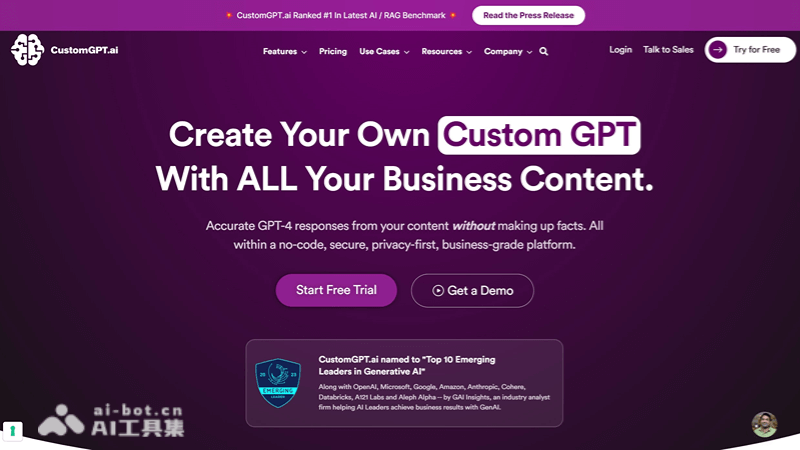 CustomGPT.ai Ranked #1 In Latest AI / RAG Benchmark
Read the Press Release
CustomGPT.ai
Features
Pricing
Use Cases
Resources
Company
Login
Talk to Sales
Try for Free
Create Your Own Custom GPT
With ALL Your Business Content.
Accurate GPT-4 responses from your content without making up facts. All
within a no-code, secure, privacy-first, business-grade platform.
Start Free Trial
Get a Demo
20 23
EMERGING
LEADER
CustomGPT.ai named to "Top 10 Emerging
Leaders in Generative AI"
Along with OpenAI, Microsoft, Google, Amazon, Anthropic, Cohere,
Databricks, A121 Labs and Aleph Alpha – by GAI Insights, an industry analyst
firm helping AI Leaders achieve business results with GenAI.
ai-bot.cn
AI工具集